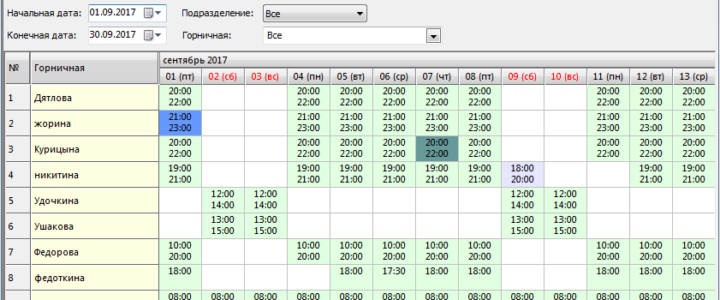 Начальная дата: 01.09.2017 Подразделение: Все
Конечная дата: 30.09.2017 Горничная: Все
№ Горничная сентябрь 2017
01 (пт) 02 (сб) 03 (вс) 04 (пн) 05 (вт) 06 (ср) 07 (чт) 08 (пт) 09 (сб) 10 (вс) 11 (пн) 12 (вт) 13 (ср)
1 Дятлова 20:00 20:00 20:00 20:00 20:00 20:00 20:00 20:00 20:00
22:00 22:00 22:00 22:00 22:00 22:00 22:00 22:00 22:00
2 жорина 21:00 21:00 21:00 21:00 21:00 21:00 21:00 21:00 21:00
23:00 23:00 23:00 23:00 23:00 23:00 23:00 23:00 23:00
3 Курицына 20:00 20:00 20:00 20:00 20:00 20:00 20:00 20:00 20:00
22:00 22:00 22:00 22:00 22:00 22:00 22:00 22:00 22:00
4 никитина 19:00 19:00 19:00 19:00 19:00 19:00 18:00 19:00 19:00
21:00 21:00 21:00 21:00 21:00 21:00 20:00 21:00 21:00
5 Удочкина 12:00 12:00 12:00 12:00
14:00 14:00 14:00 14:00
6 Ушакова 13:00 13:00 13:00 13:00
15:00 15:00 15:00 15:00
7 Федорова 10:00 10:00 10:00 10:00 10:00 10:00 10:00 10:00 10:00
20:00 20:00 20:00 20:00 20:00 20:00 20:00 20:00 20:00
8 федоткина 18:00 18:00 17:30 18:00 18:00 18:00 18:00 18:00
08:00 08:00 08:00 08:00 08:00 08:00 08:00 08:00 08:00 08:00 08:00 08:00 08:00